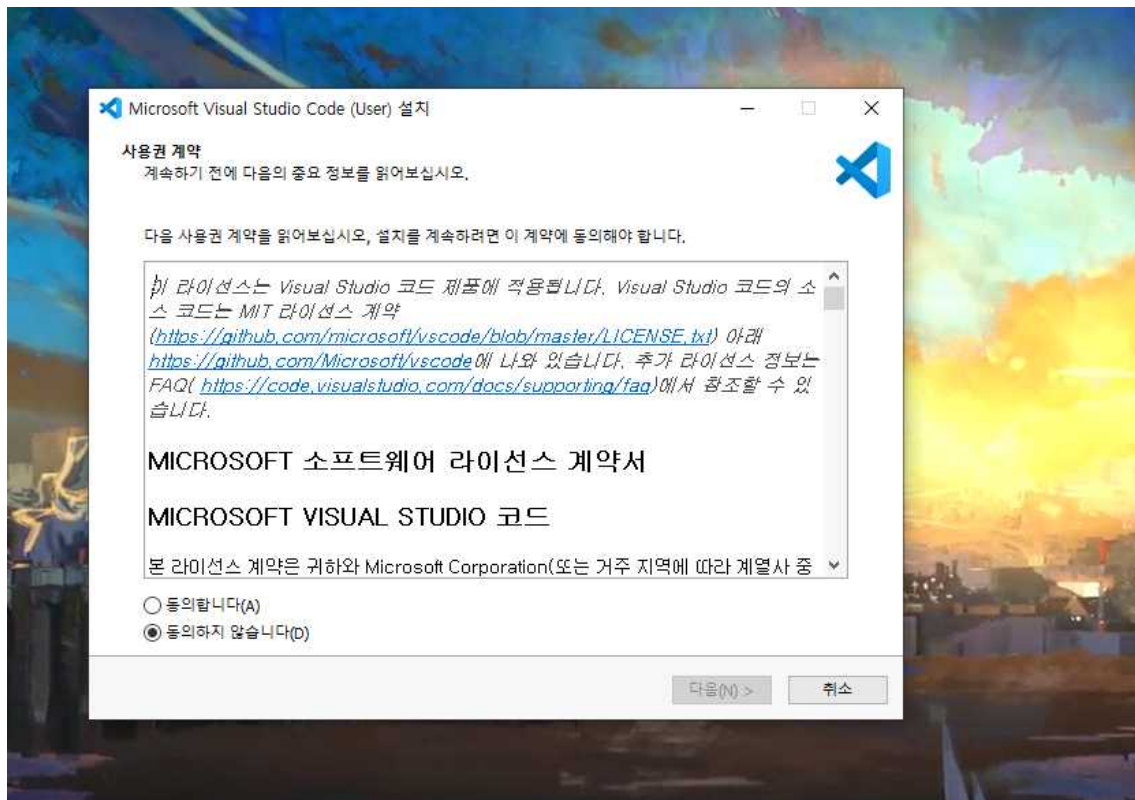 Microsoft Visual Studio Code (User) 설치
사용권 계약
계속하기 전에 다음의 중요 정보를 읽어보십시오.
다음 사용권 계약을 읽어보십시오, 설치를 계속하려면 이 계약에 동의해야 합니다.
이 라이선스는 Visual Studio 코드 제품에 적용됩니다. Visual Studio 코드의 소
스 코드는 MIT 라이선스 계약
(https://github.com/microsoft/vscode/blob/master/LICENSE.txt) 아래
https://github.com/Microsoft/vscode에 나와 있습니다. 추가 라이선스 정보는
FAQ( https://code.visualstudio.com/docs/supporting/faq)에서 참조할 수 있
습니다.
MICROSOFT 소프트웨어 라이선스 계약서
MICROSOFT VISUAL STUDIO 코드
본 라이선스 계약은 귀하와 Microsoft Corporation(또는 거주 지역에 따라 계열사 중
동의합니다(A)
동의하지 않습니다(D)
다음(N) >
취소